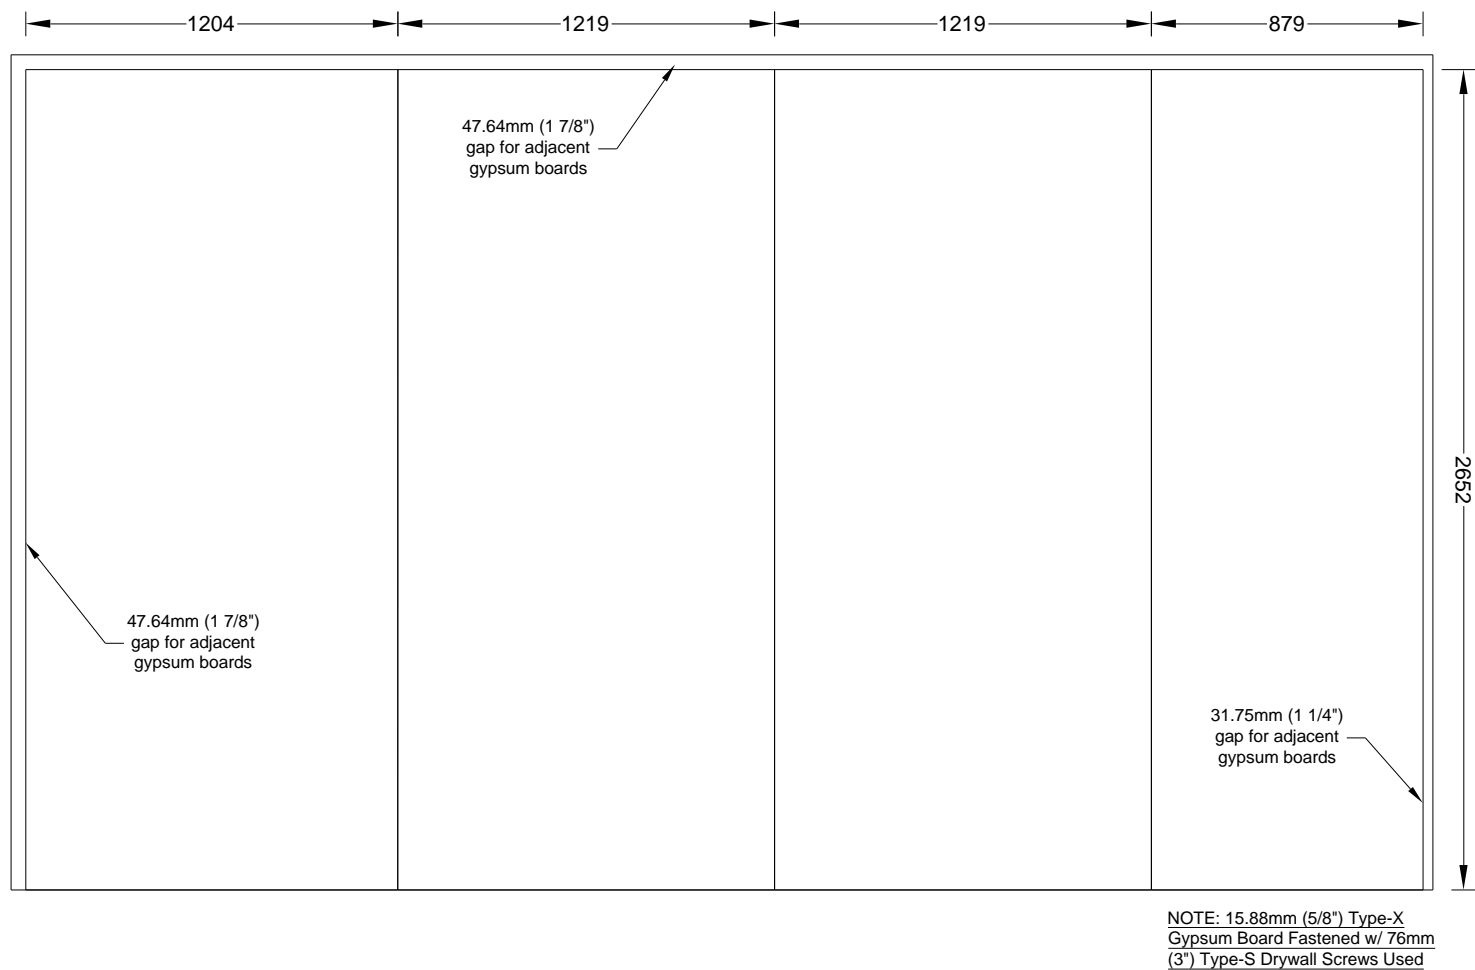 1204
1219
1219
879
47.64mm (1 7/8")
gap for adjacent
gypsum boards
2652
47.64mm (1 7/8")
gap for adjacent
gypsum boards
31.75mm (1 1/4")
gap for adjacent
gypsum boards
NOTE: 15.88mm (5/8") Type-X
Gypsum Board Fastened w/ 76mm
(3") Type-S Drywall Screws Used